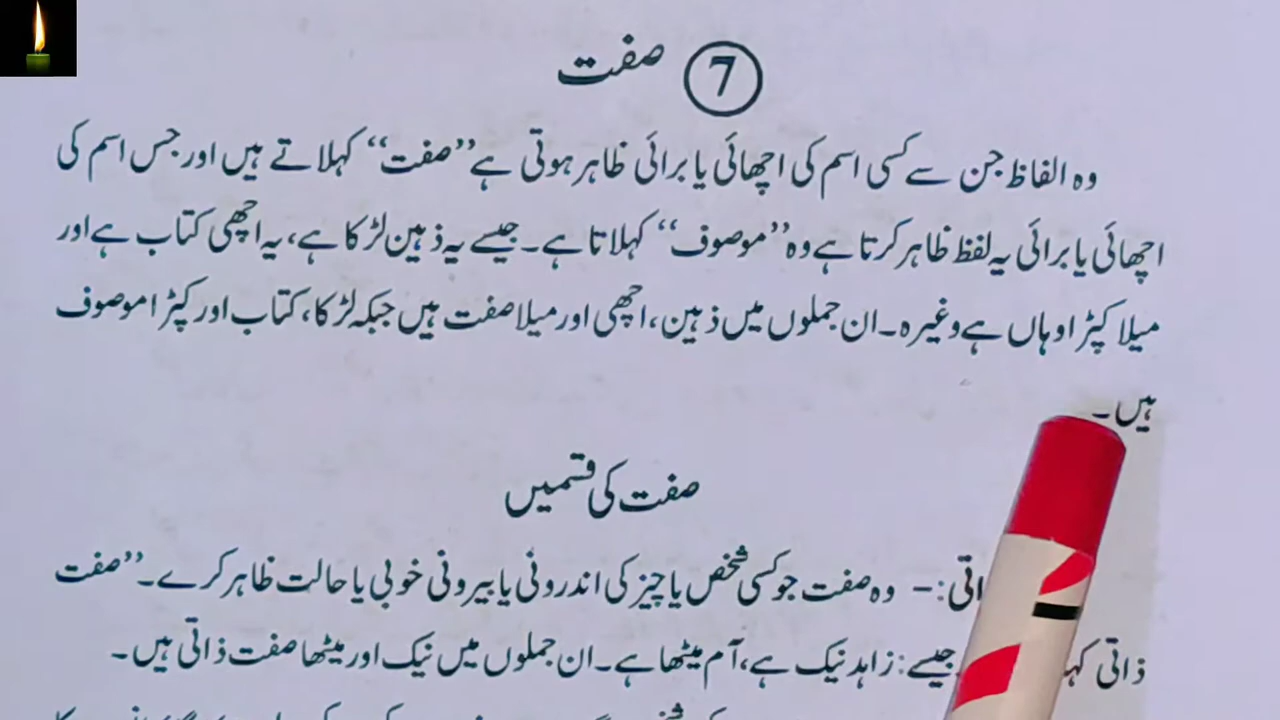 7 صفت
وہ الفاظ جن سے کسی اسم کی اچھائی یا برائی ظاہر ہوتی ہے ’’صفت‘‘ کہلاتے ہیں اور جس اسم کی
اچھائی یا برائی یہ لفظ ظاہر کرتا ہے وہ ’’موصوف‘‘ کہلاتا ہے۔ جیسے یہ ذہین لڑکا ہے، یہ اچھی کتاب ہے اور
میلا کپڑا وہاں ہے وغیرہ۔ ان جملوں میں ذہین، اچھی اور میلا صفت ہیں جبکہ لڑکا، کتاب اور کپڑا موصوف
ہیں۔
صفت کی قسمیں
:- وہ صفت جو کسی شخص یا چیز کی اندرونی یا بیرونی خوبی یا حالت ظاہر کرے۔ ’’صفت
ذاتی جیسے: زاہد نیک ہے، آم میٹھا ہے۔ ان جملوں میں نیک اور میٹھا صفت ذاتی ہیں۔